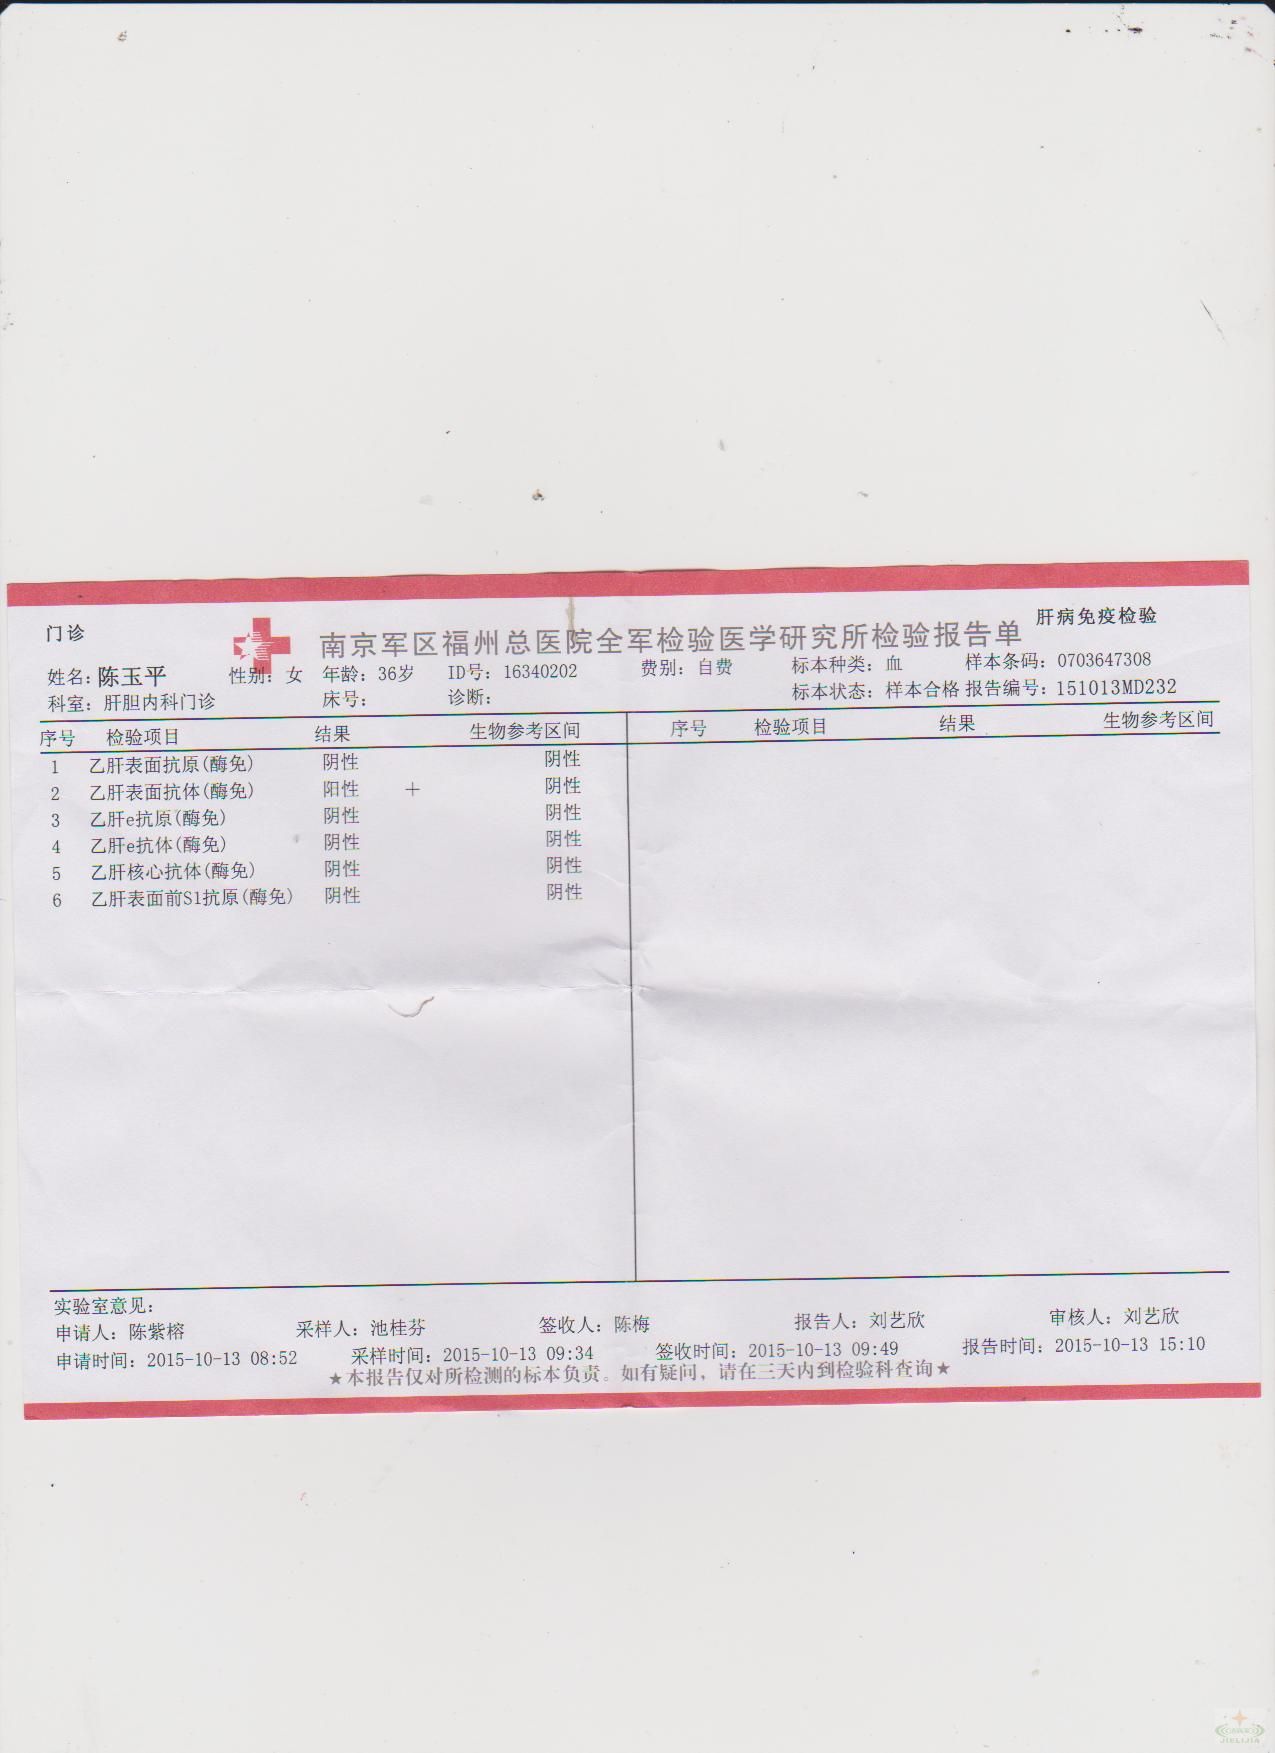 门诊
南京军区福州总医院全军检验医学研究所检验报告单
肝病免疫检验
姓名：陈玉平 性别：女 年龄：36岁 ID号：16340202 费别：自费 标本种类：血 样本条码：0703647308
科室：肝胆内科门诊 床号： 诊断： 标本状态：样本合格 报告编号：151013MD232
序号 检验项目 结果 生物参考区间 序号 检验项目 结果 生物参考区间
1 乙肝表面抗原(酶免) 阴性 阴性
2 乙肝表面抗体(酶免) 阳性 + 阴性
3 乙肝e抗原(酶免) 阴性 阴性
4 乙肝e抗体(酶免) 阴性 阴性
5 乙肝核心抗体(酶免) 阴性 阴性
6 乙肝表面前S1抗原(酶免) 阴性 阴性
实验室意见：
申请人：陈紫榕 采样人：池桂芬 签收人：陈梅 报告人：刘艺欣 审核人：刘艺欣
申请时间：2015-10-13 08:52 采样时间：2015-10-13 09:34 签收时间：2015-10-13 09:49 报告时间：2015-10-13 15:10
★本报告仅对所检测的标本负责。如有疑问，请在三天内到检验科查询★
JIELIJIA